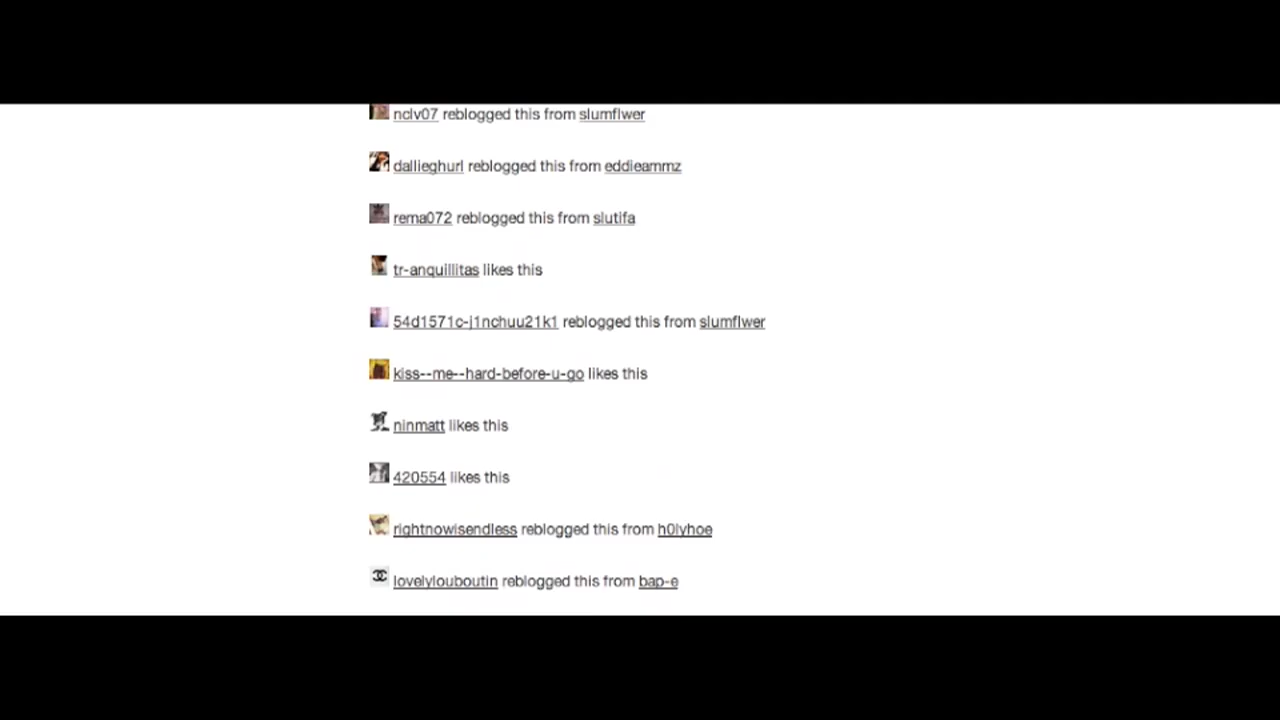 nclv07 reblogged this from slumflwer
dallieghurl reblogged this from eddieammz
rema072 reblogged this from slutifa
tr-anquillitas likes this
54d1571c-j1nchuu21k1 reblogged this from slumflwer
kiss--me--hard-before-u-go likes this
ninmatt likes this
420554 likes this
rightnowisendless reblogged this from h0lyhoe
lovelylouboutin reblogged this from bap-e